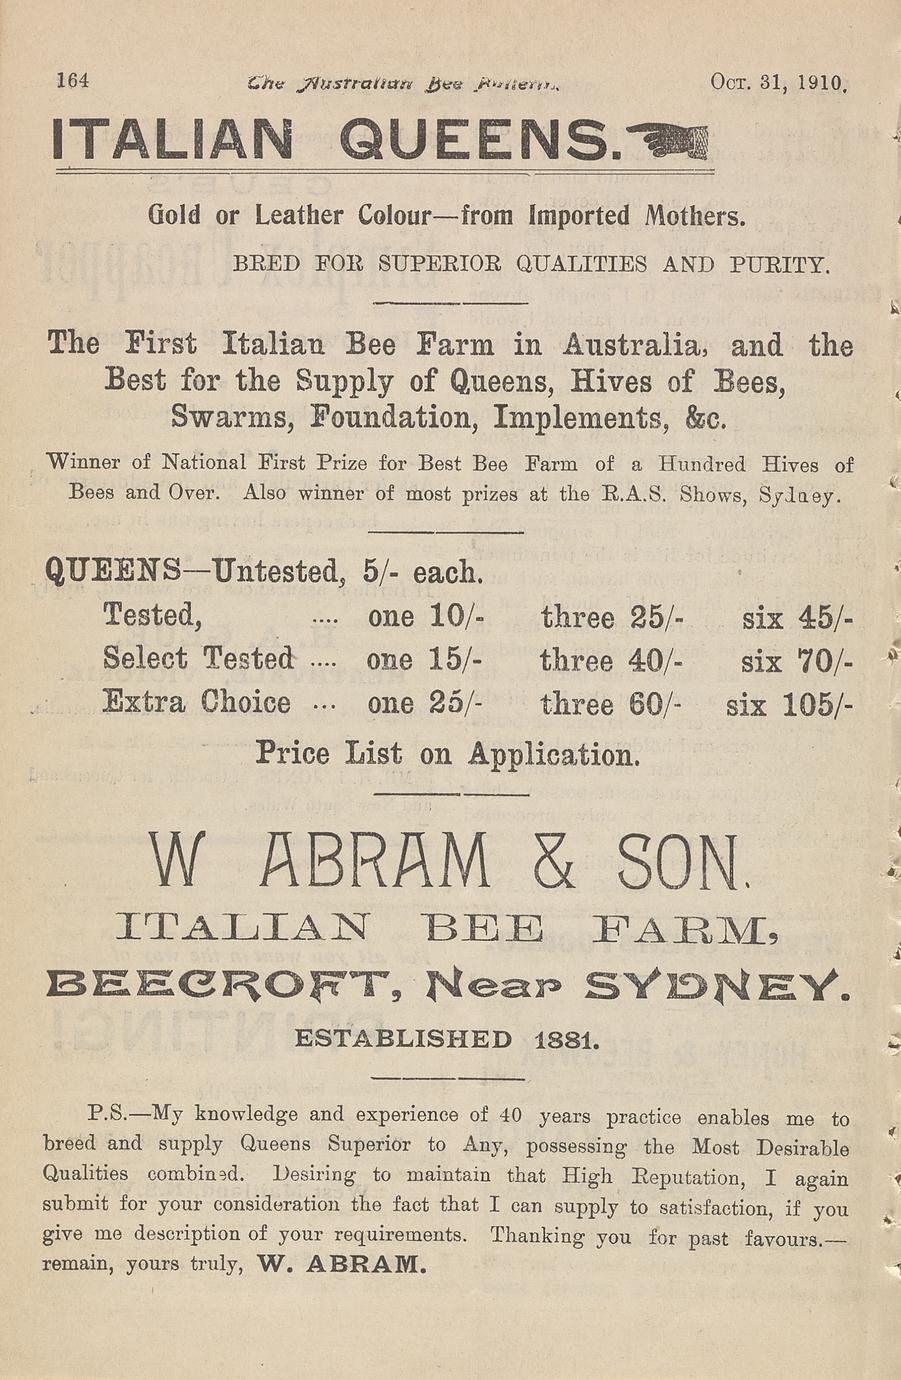 164 The Australian Bee Bulletin. OCT. 31, 1910.
ITALIAN QUEENS.
Gold or Leather Colour—from Imported Mothers.
BRED FOR SUPERIOR QUALITIES AND PURITY.
The First Italian Bee Farm in Australia, and the
Best for the Supply of Queens, Hives of Bees,
Swarms, Foundation, Implements, &c.
Winner of National First Prize for Best Bee Farm of a Hundred Hives of
Bees and Over. Also winner of most prizes at the R.A.S. Shows, Sydney.
QUEENS—Untested, 5/- each.
Tested, .... one 10/- three 25/- six 45/-
Select Tested .... one 15/- three 40/- six 70/-
Extra Choice ... one 25/- three 60/- six 105/-
Price List on Application.
W ABRAM & SON.
ITALIAN BEE FARM,
BEECROFT, Near SYDNEY.
ESTABLISHED 1881.
P.S.—My knowledge and experience of 40 years practice enables me to
breed and supply Queens Superior to Any, possessing the Most Desirable
Qualities combined. Desiring to maintain that High Reputation, I again
submit for your consideration the fact that I can supply to satisfaction, if you
give me description of your requirements. Thanking you for past favours.—
remain, yours truly, W. ABRAM.